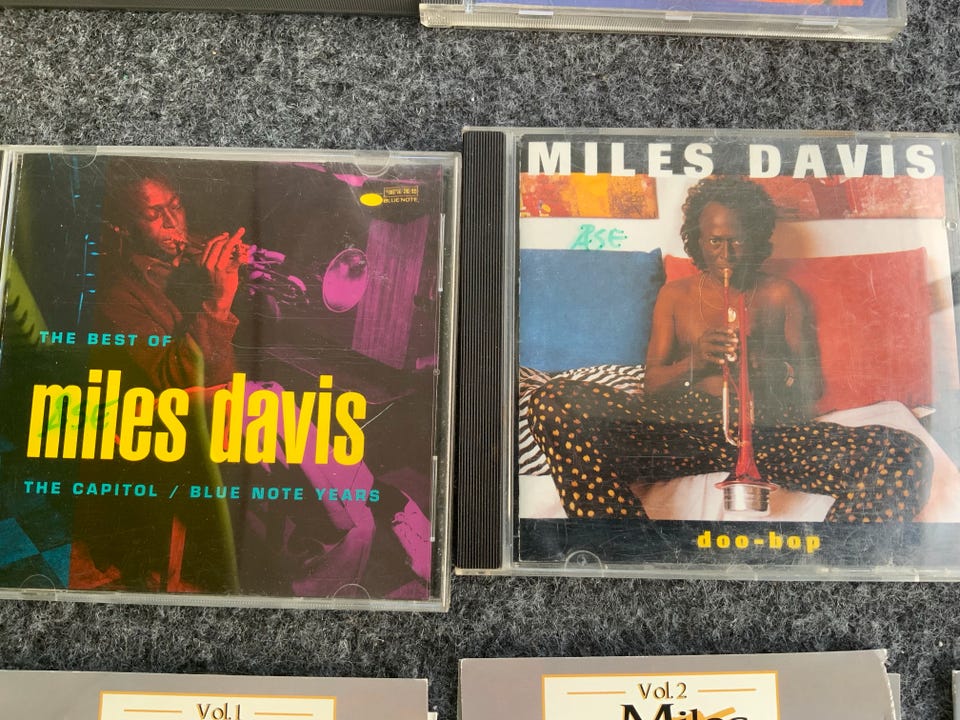 BLUE NOTE
THE BEST OF
miles davis
THE CAPITOL / BLUE NOTE YEARS
MILES DAVIS
doo-bop
Vol.1
Vol.2
Miles